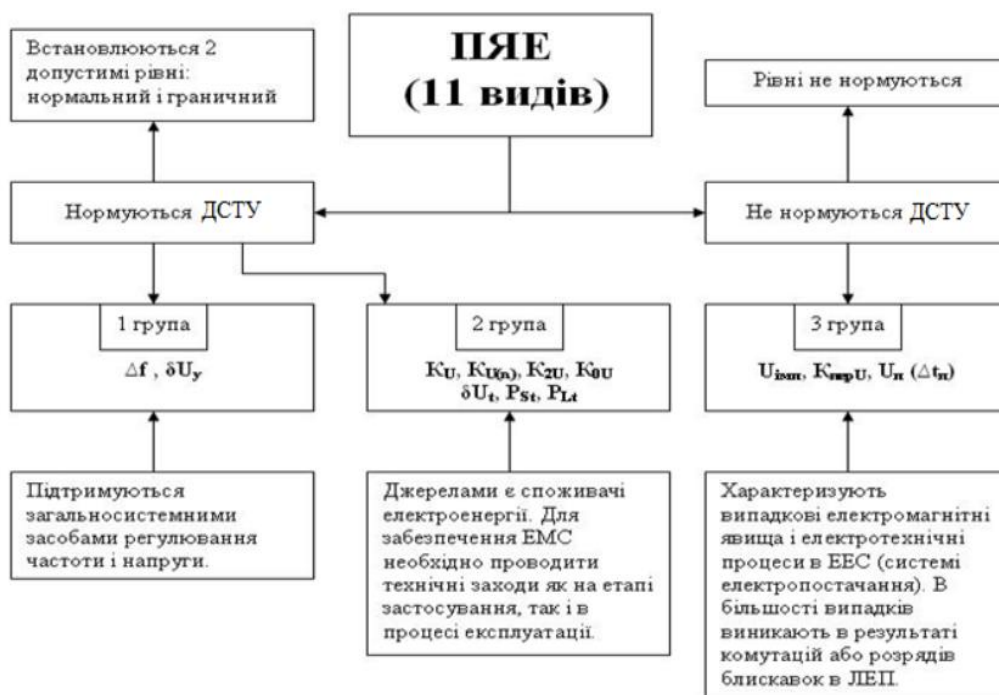 ПЯЕ
(11 видів)
Встановлюються 2
допустимі рівні:
нормальний і граничний
Рівні не нормуються
Нормуються ДСТУ
Не нормуються ДСТУ
1 група
Δf , δUy
2 група
KU, KU(n), K2U, K0U
δUt, PSt, PLt
3 група
Uімп, KперU, Uп (Δtп)
Підтримуються
загальносистемними
засобами регулювання
частоти і напруги.
Джерелами є споживачі
електроенергії. Для
забезпечення ЕМС
необхідно проводити
технічні заходи як на етапі
застосування, так і в
процесі експлуатації.
Характеризують
випадкові електромагнітні
явища і електротехнічні
процеси в ЕЕС (системі
електропостачання). В
більшості випадків
виникають в результаті
комутацій або розрядів
блискавок в ЛЕП.